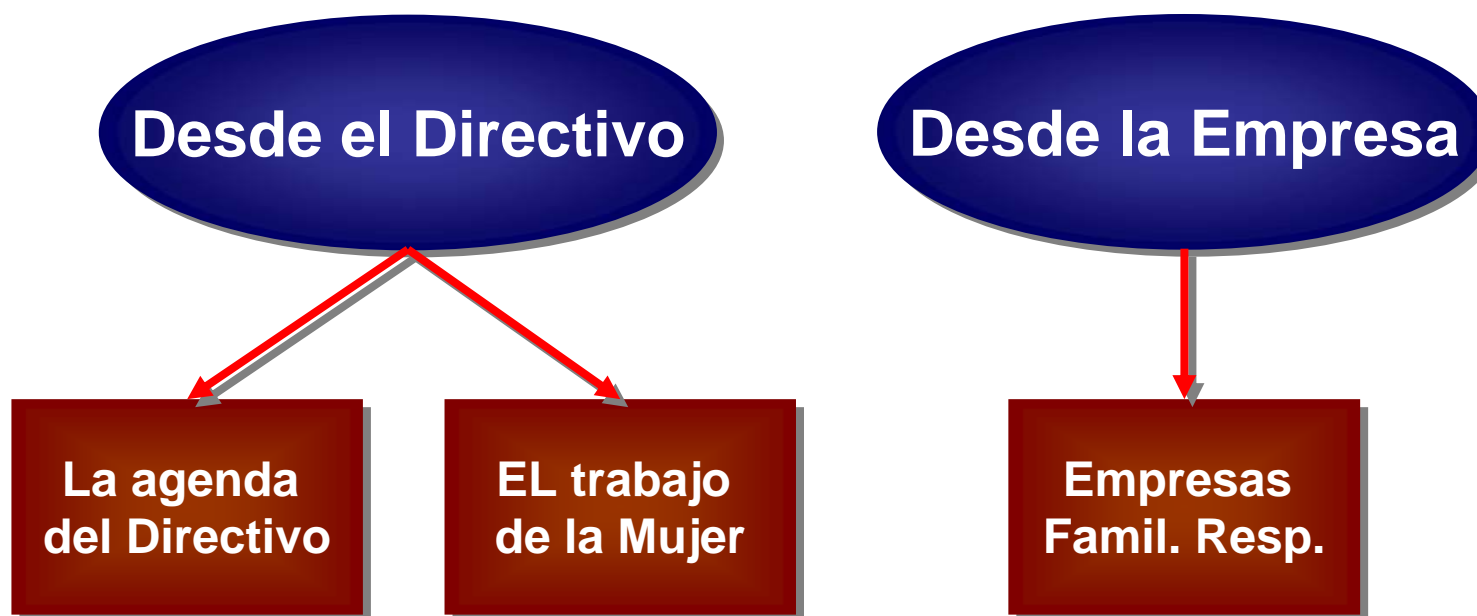 Desde el Directivo
Desde la Empresa
La agenda
del Directivo
EL trabajo
de la Mujer
Empresas
Famil. Resp.